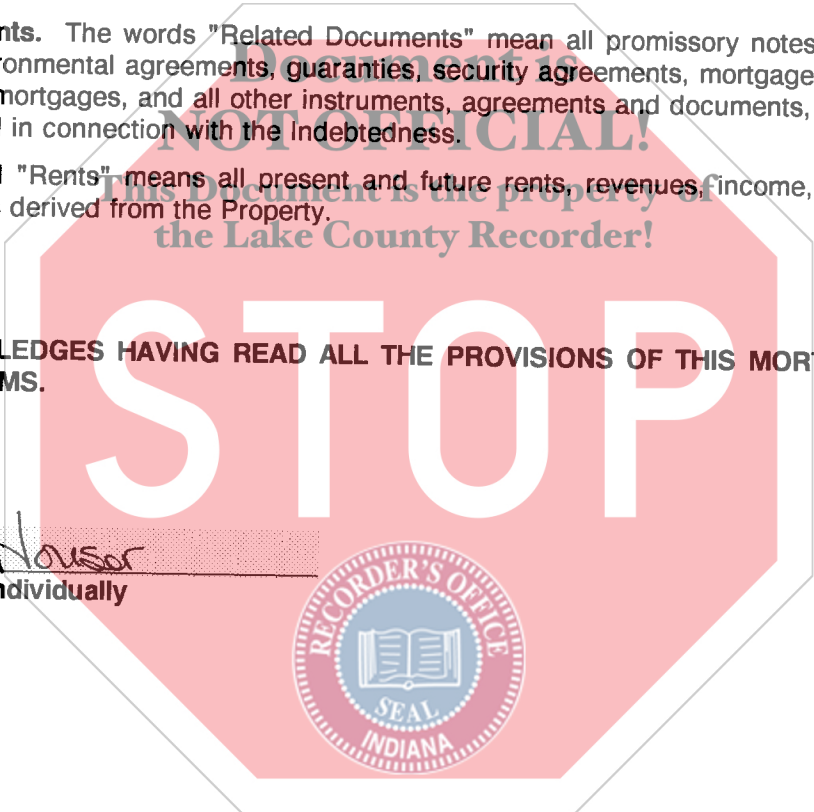 nts. The words "Related Documents" mean all promissory notes
Document is
ronmental agreements, guaranties, security agreements, mortgage
mortgages, and all other instruments, agreements and documents,
NOT OFFICIAL!
in connection with the Indebtedness.
"Rents" means all present and future rents, revenues, income,
This Document is the property of
derived from the Property.
the Lake County Recorder!
STOP
LEDGES HAVING READ ALL THE PROVISIONS OF THIS MORT
MS.
ndividually
RECORDER'S OFFICE
SEAL
INDIANA